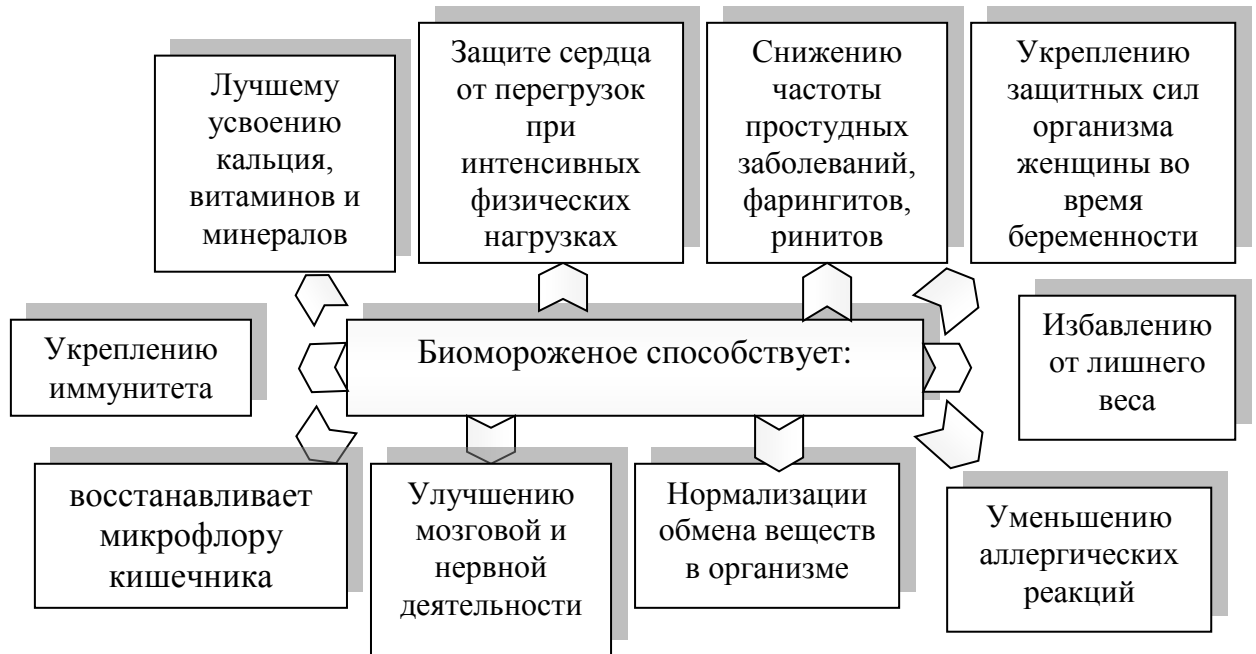 Лучшему
усвоению
кальция,
витаминов и
минералов
Защите сердца
от перегрузок
при
интенсивных
физических
нагрузках
Снижению
частоты
простудных
заболеваний,
фарингитов,
ринитов
Укреплению
защитных сил
организма
женщины во
время
беременности
Укреплению
иммунитета
Биомороженое способствует:
Избавлению
от лишнего
веса
восстанавливает
микрофлору
кишечника
Улучшению
мозговой и
нервной
деятельности
Нормализации
обмена веществ
в организме
Уменьшению
аллергических
реакций